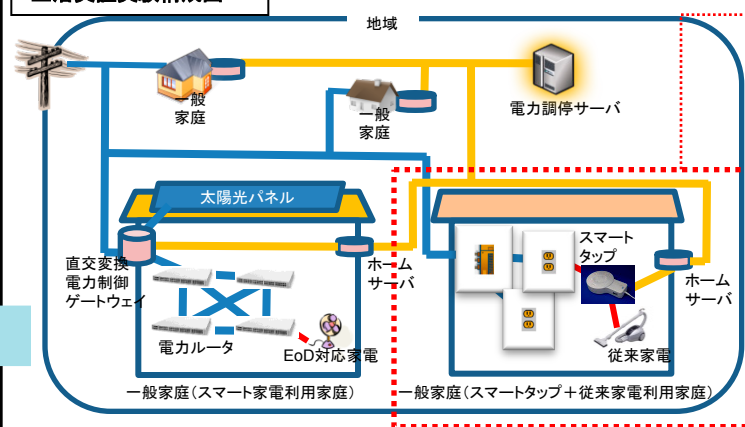 地域
一般
家庭
一般
家庭
電力調停サーバ
太陽光パネル
直交変換
電力制御
ゲートウェイ
ホーム
サーバ
スマート
タップ
ホーム
サーバ
電力ルータ
EoD対応家電
従来家電
一般家庭(スマート家電利用家庭)
一般家庭(スマートタップ+従来家電利用家庭)